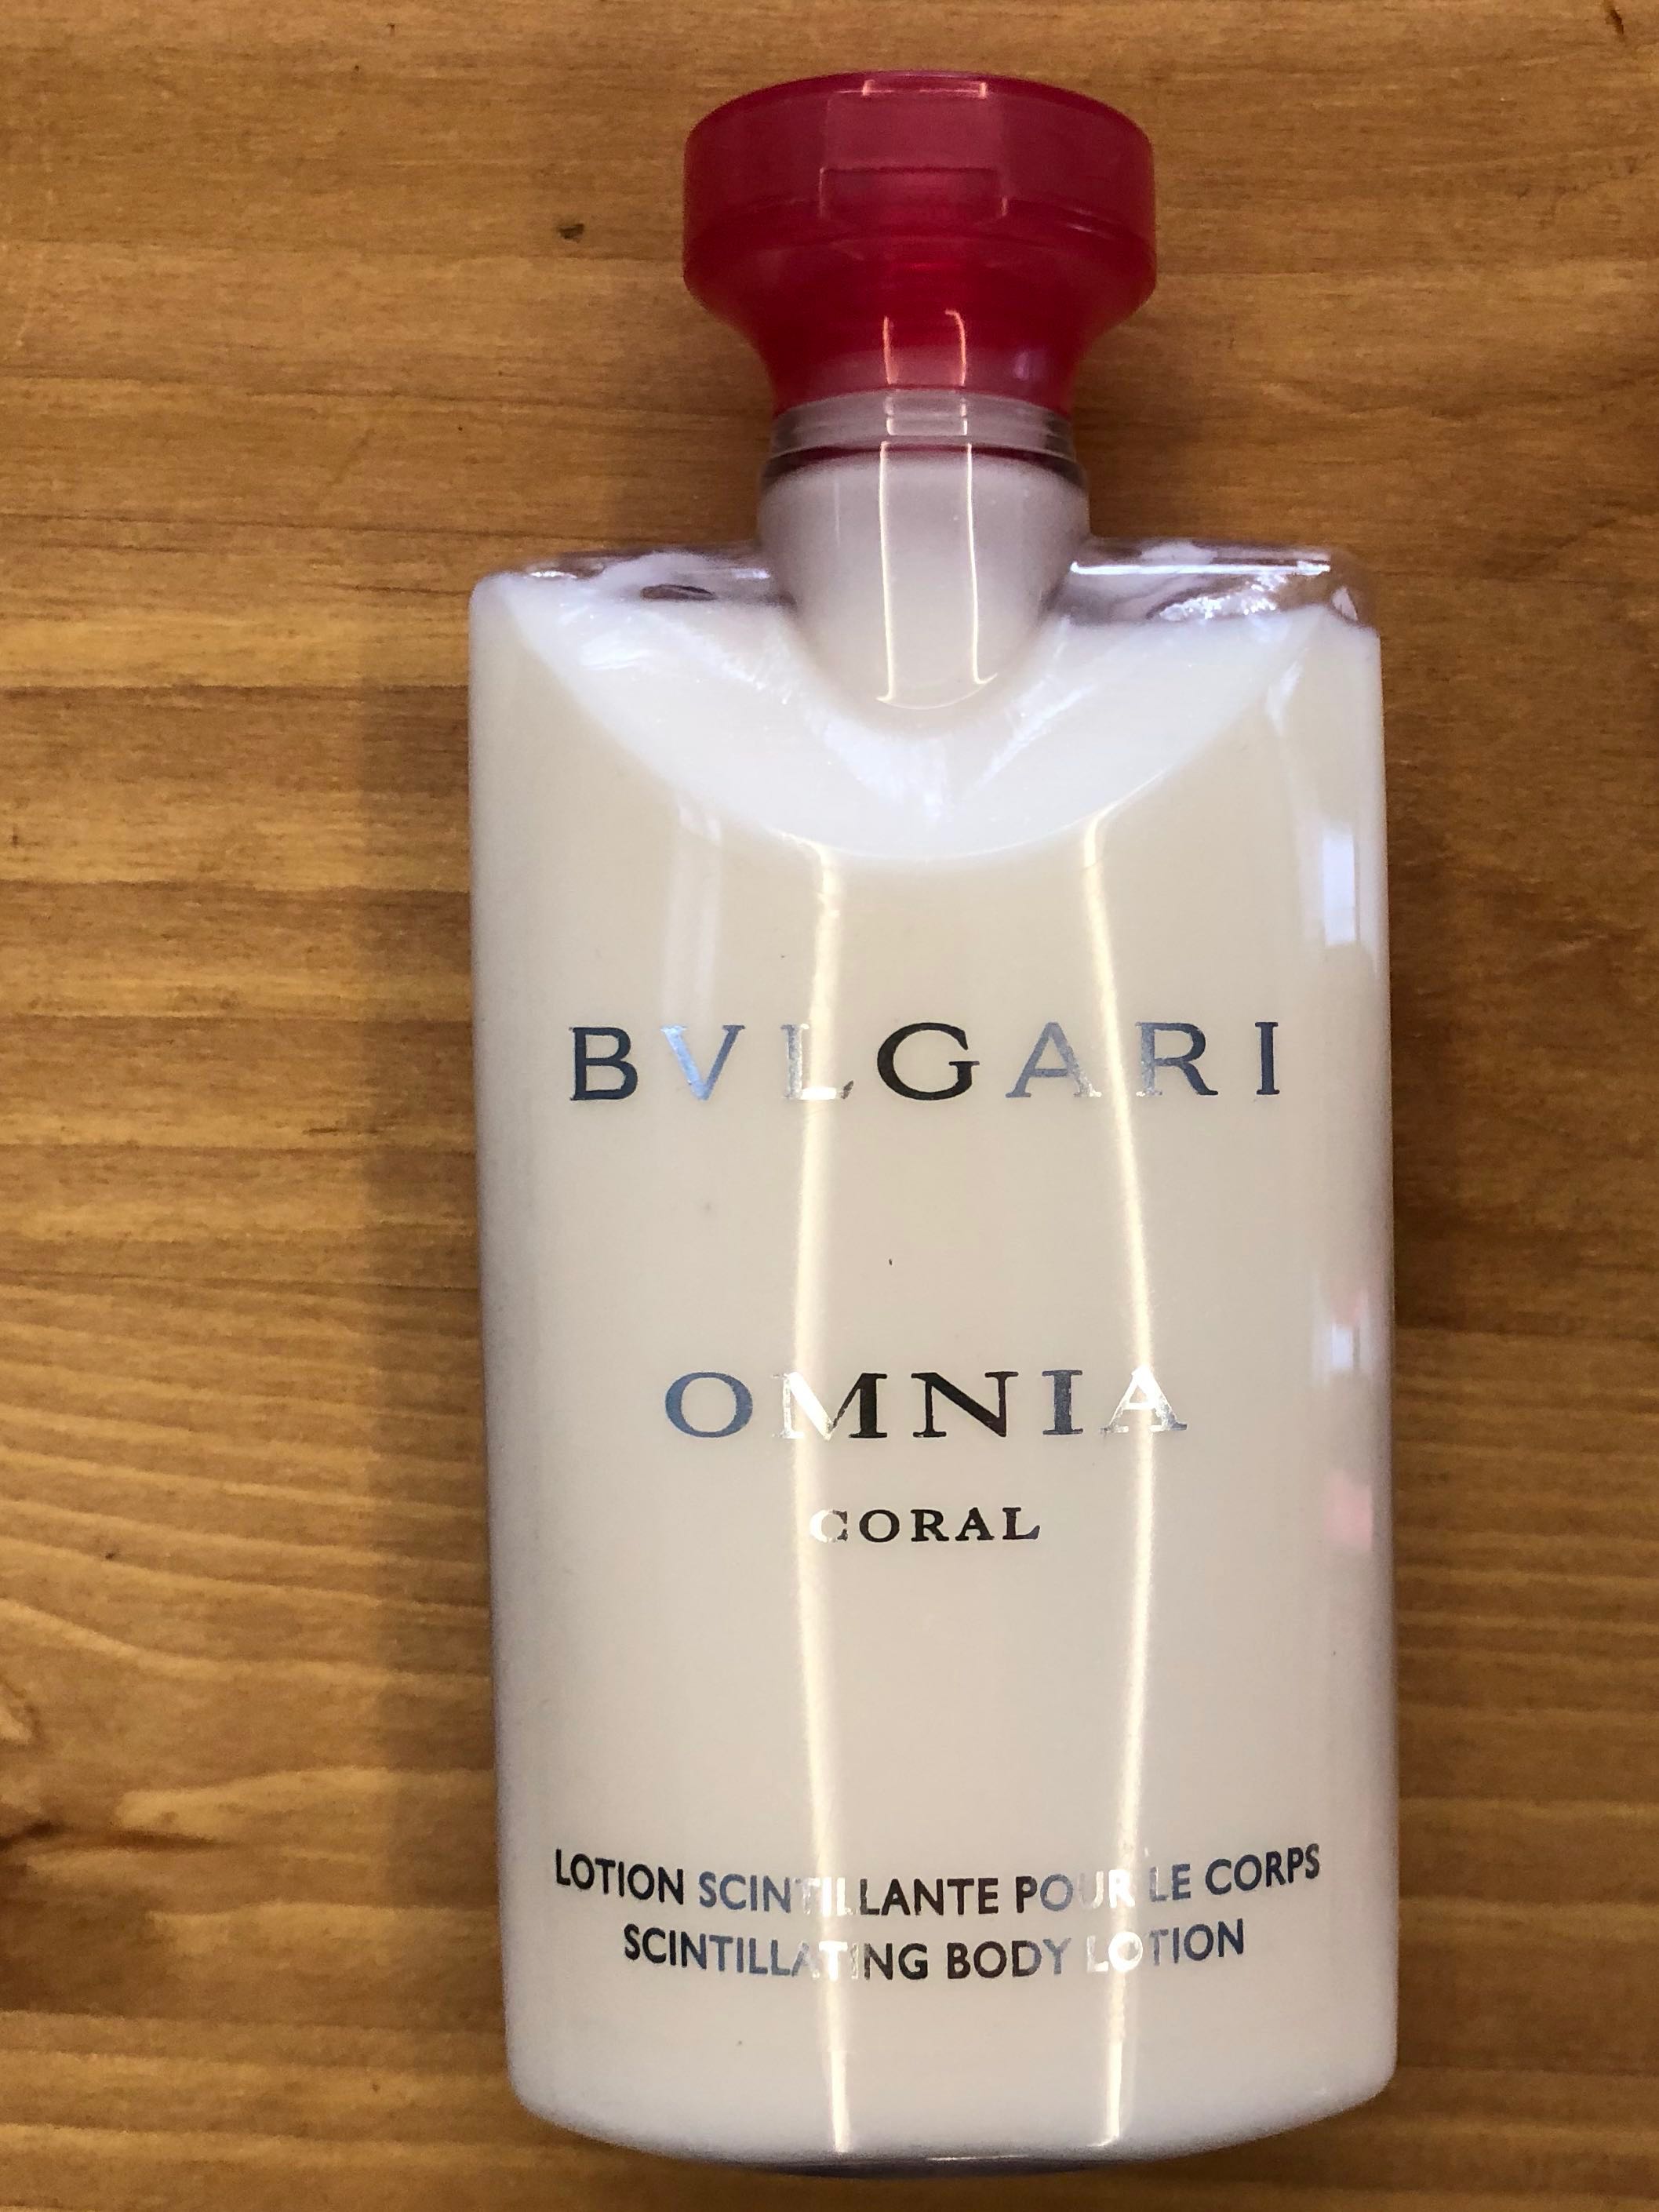 BVLGARI
OMNIA
CORAL
LOTION SCINTILLANTE POUR LE CORPS
SCINTILLATING BODY LOTION